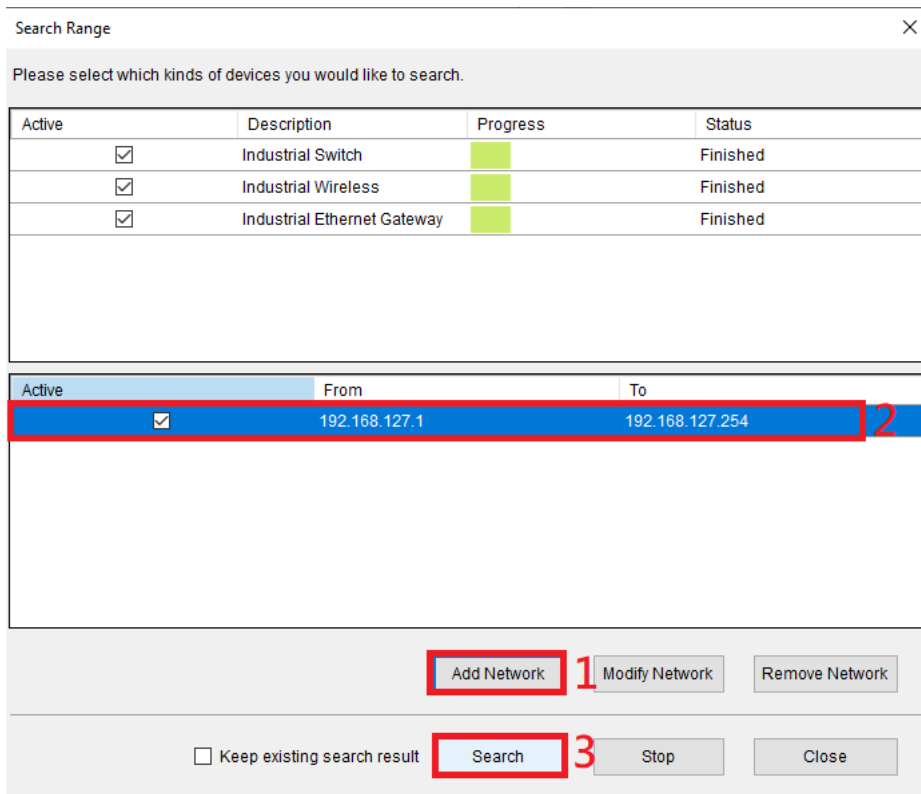 Search Range
Please select which kinds of devices you would like to search.
Active Description Progress Status
Industrial Switch Finished
Industrial Wireless Finished
Industrial Ethernet Gateway Finished
Active From To
192.168.127.1 192.168.127.254 2
Add Network 1 Modify Network Remove Network
Keep existing search result Search 3 Stop Close